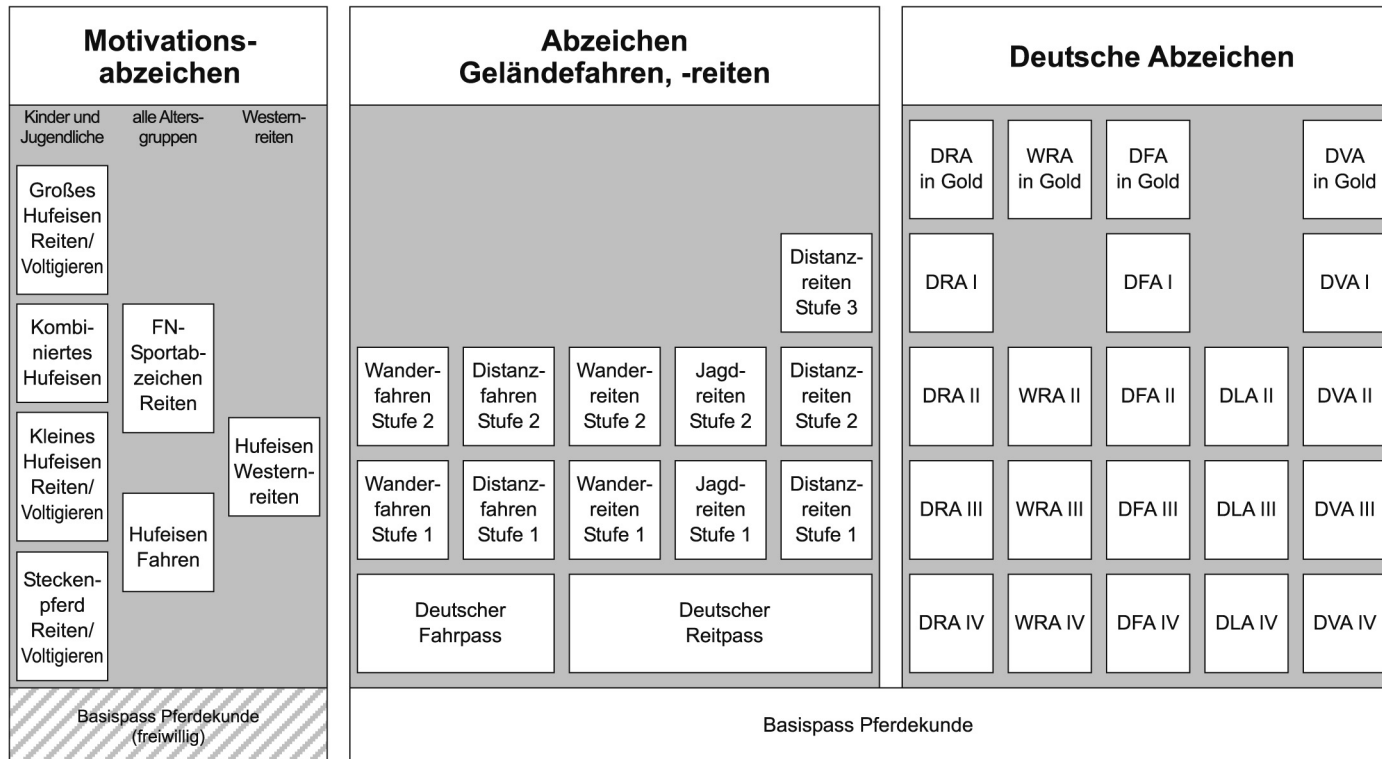 Motivations-
abzeichen
Kinder und
Jugendliche
alle Alters-
gruppen
Western-
reiten
Großes
Hufeisen
Reiten/
Voltigieren
Kombi-
niertes
Hufeisen
Kleines
Hufeisen
Reiten/
Voltigieren
Stecken-
pferd
Reiten/
Voltigieren
FN-
Sportab-
zeichen
Reiten
Hufeisen
Fahren
Hufeisen
Western-
reiten
Basispass Pferdekunde
(freiwillig)
Abzeichen
Geländefahren, -reiten
Distanz-
reiten
Stufe 3
Wander-
fahren
Stufe 2
Distanz-
fahren
Stufe 2
Wander-
reiten
Stufe 2
Jagd-
reiten
Stufe 2
Distanz-
reiten
Stufe 2
Wander-
fahren
Stufe 1
Distanz-
fahren
Stufe 1
Wander-
reiten
Stufe 1
Jagd-
reiten
Stufe 1
Distanz-
reiten
Stufe 1
Deutscher
Fahrpass
Deutscher
Reitpass
Deutsche Abzeichen
DRA
in Gold
WRA
in Gold
DFA
in Gold
DVA
in Gold
DRA I
DFA I
DVA I
DRA II
WRA II
DFA II
DLA II
DVA II
DRA III
WRA III
DFA III
DLA III
DVA III
DRA IV
WRA IV
DFA IV
DLA IV
DVA IV
Basispass Pferdekunde